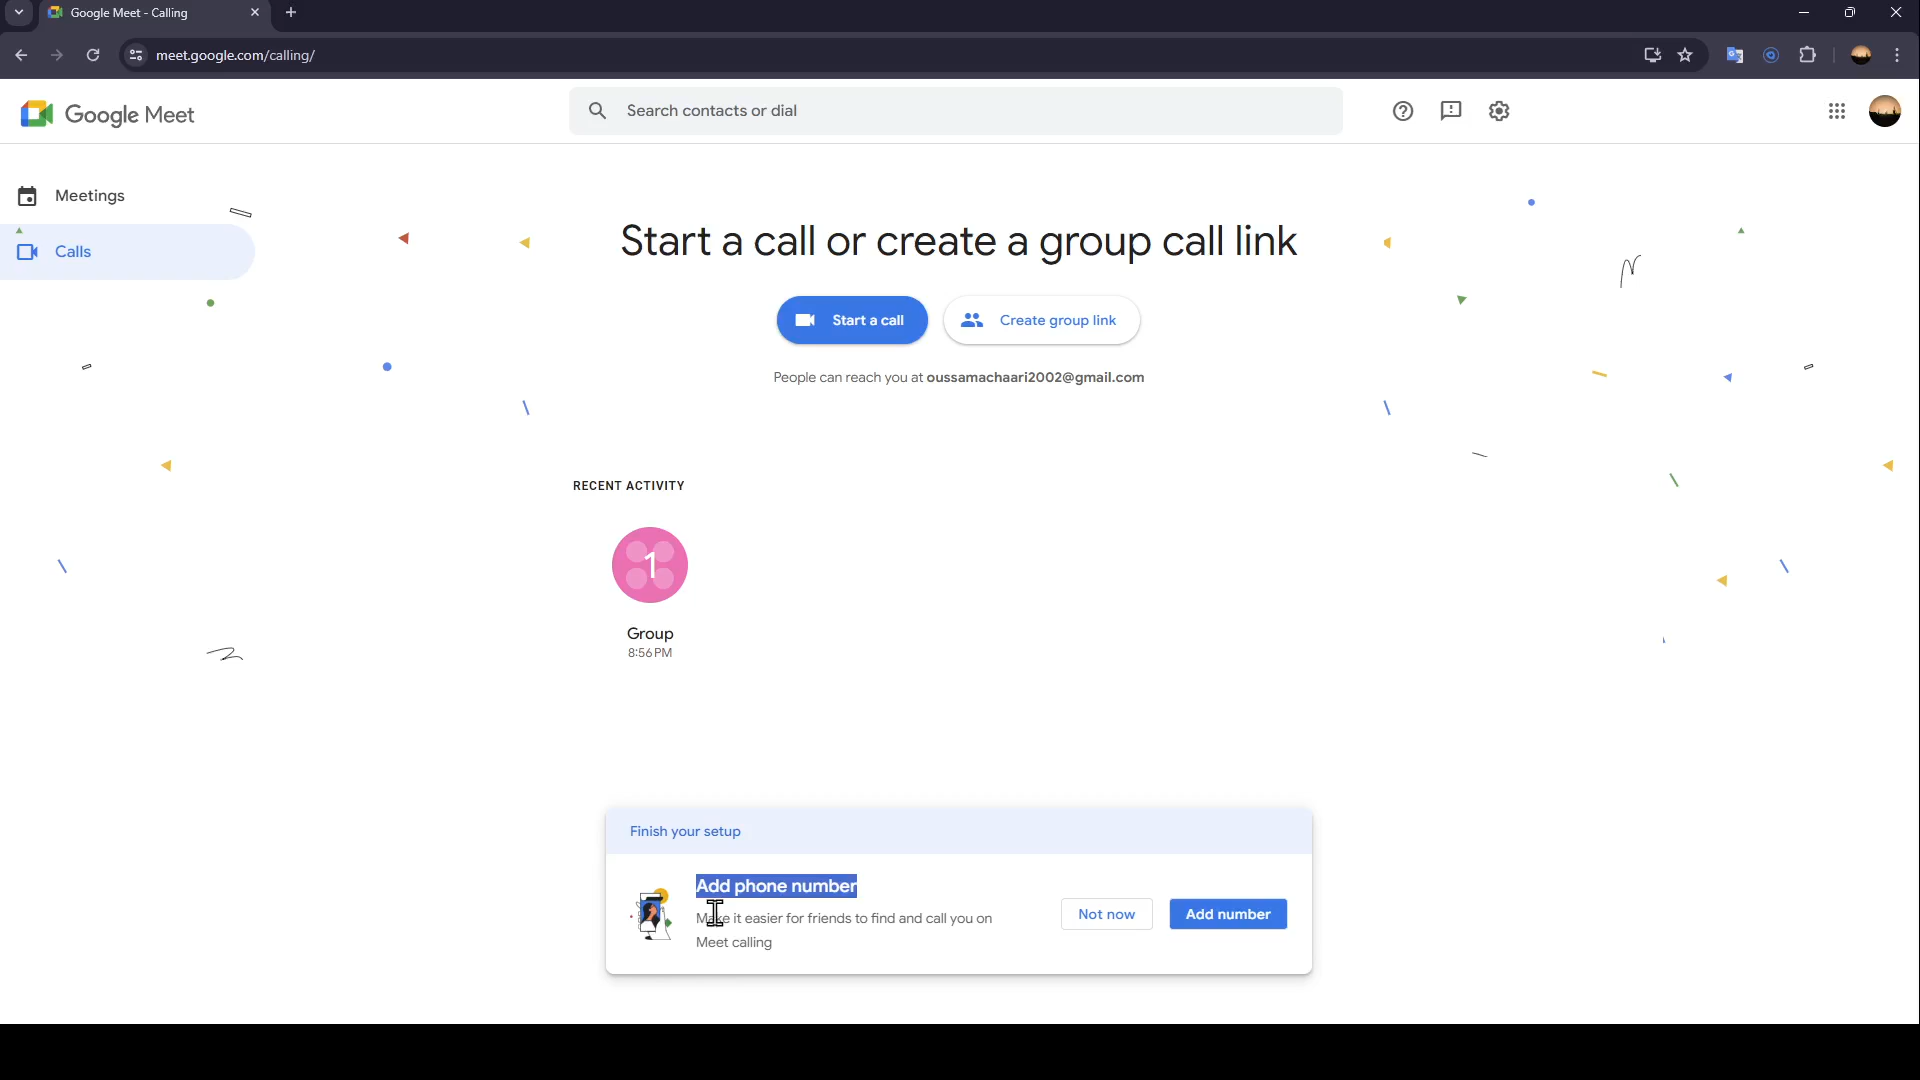 Google Meet - Calling
meet.google.com/calling/
Google Meet
Search contacts or dial
Meetings
Calls
Start a call or create a group call link
Start a call
Create group link
People can reach you at oussamachaari2002@gmail.com
RECENT ACTIVITY
1
Group
8:56 PM
Finish your setup
Add phone number
Make it easier for friends to find and call you on
Meet calling
Not now
Add number